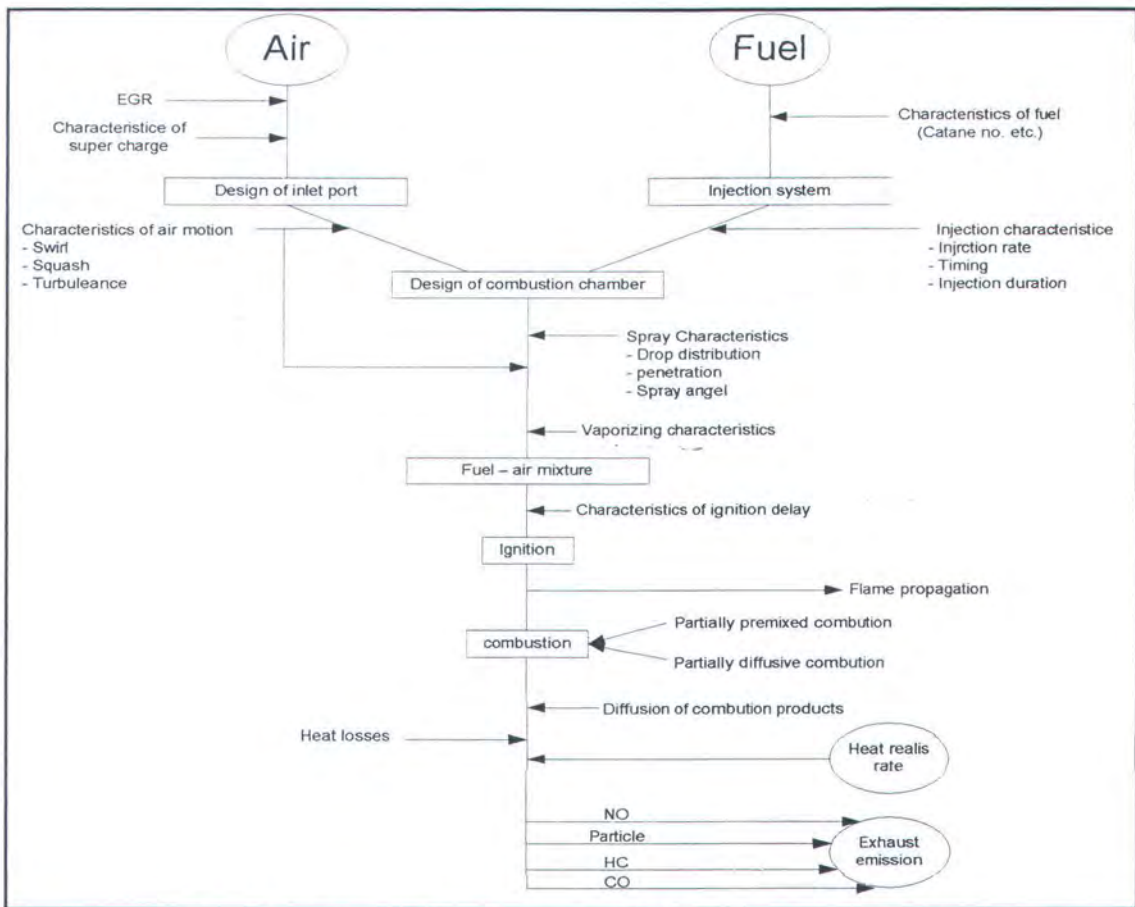 Air
Fuel
EGR
Characteristice of
super charge
Characteristics of fuel
(Catane no. etc.)
Design of inlet port
Injection system
Characteristics of air motion
- Swirl
- Squash
- Turbuleance
Injection characteristice
- Injrction rate
- Timing
- Injection duration
Design of combustion chamber
Spray Characteristics
- Drop distribution
- penetration
- Spray angel
Vaporizing characteristics
Fuel – air mixture
Characteristics of ignition delay
Ignition
Flame propagation
Partially premixed combution
combustion
Partially diffusive combution
Diffusion of combution products
Heat losses
Heat realis
rate
NO
Particle
HC
CO
Exhaust
emission